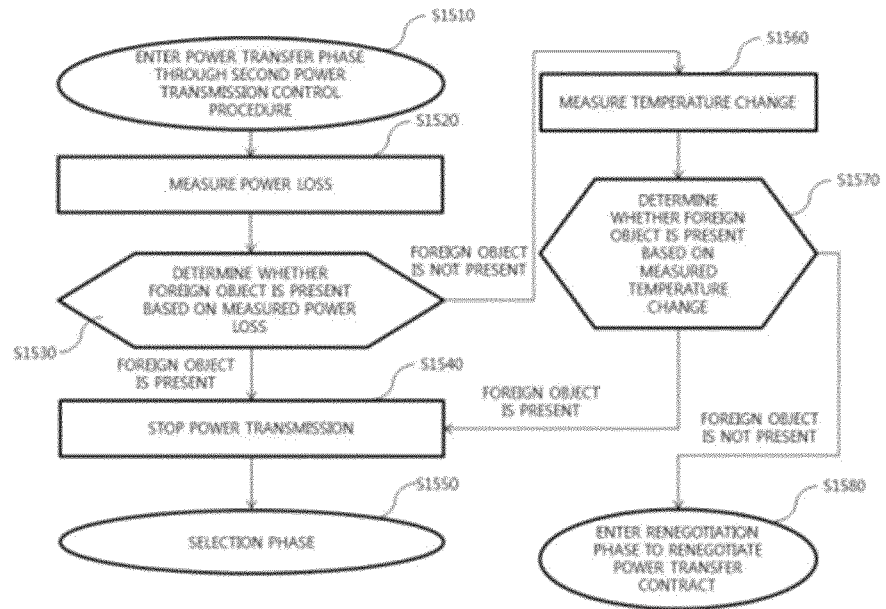 S1510
ENTER POWER TRANSFER PHASE
THROUGH SECOND POWER
TRANSMISSION CONTROL
PROCEDURE
S1520
MEASURE POWER LOSS
DETERMINE WHETHER
FOREIGN OBJECT IS PRESENT
BASED ON MEASURED POWER
LOSS
S1530
FOREIGN OBJECT
IS NOT PRESENT
FOREIGN OBJECT
IS PRESENT
S1540
STOP POWER TRANSMISSION
S1550
SELECTION PHASE
S1560
MEASURE TEMPERATURE CHANGE
S1570
DETERMINE
WHETHER FOREIGN
OBJECT IS PRESENT
BASED ON
MEASURED
TEMPERATURE
CHANGE
FOREIGN OBJECT
IS PRESENT
FOREIGN OBJECT
IS NOT PRESENT
S1580
ENTER RENEGOTIATION
PHASE TO RENEGOTIATE
POWER TRANSFER
CONTRACT